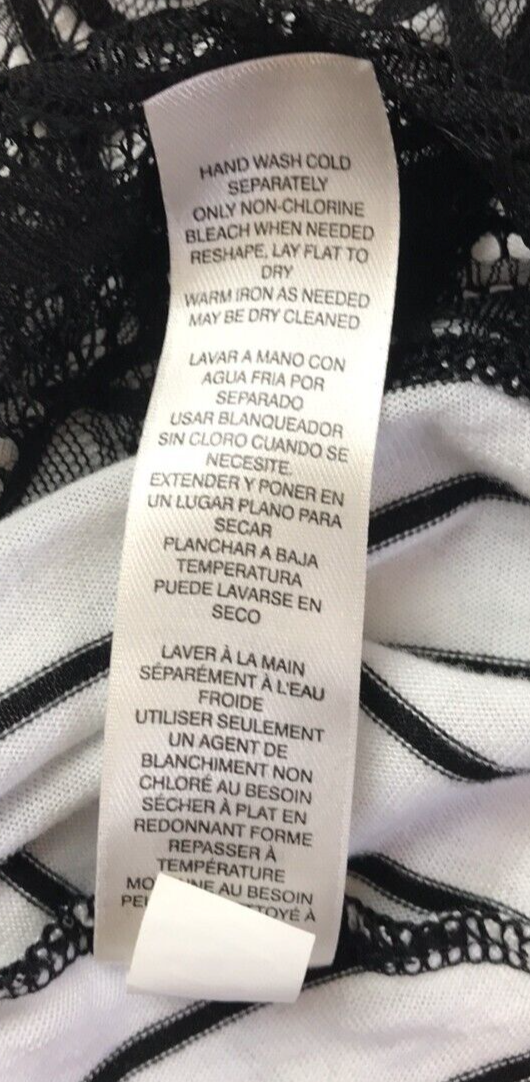 HAND WASH COLD
SEPARATELY
ONLY NON-CHLORINE
BLEACH WHEN NEEDED
RESHAPE, LAY FLAT TO
DRY
WARM IRON AS NEEDED
MAY BE DRY CLEANED
LAVAR A MANO CON
AGUA FRIA POR
SEPARADO
USAR BLANQUEADOR
SIN CLORO CUANDO SE
NECESITE.
EXTENDER Y PONER EN
UN LUGAR PLANO PARA
SECAR
PLANCHAR A BAJA
TEMPERATURA
PUEDE LAVARSE EN
SECO
LAVER À LA MAIN
SÉPARÉMENT À L'EAU
FROIDE
UTILISER SEULEMENT
UN AGENT DE
BLANCHIMENT NON
CHLORÉ AU BESOIN
SÉCHER À PLAT EN
REDONNANT FORME
REPASSER À
TEMPÉRATURE
AU BESOIN
À